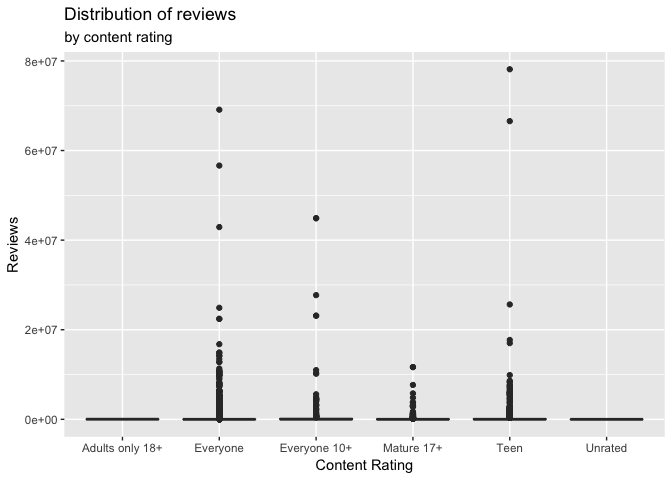 Distribution of reviews
by content rating
8e+07
6e+07
4e+07
2e+07
0e+00
Reviews
Adults only 18+ Everyone Everyone 10+ Mature 17+ Teen Unrated
Content Rating